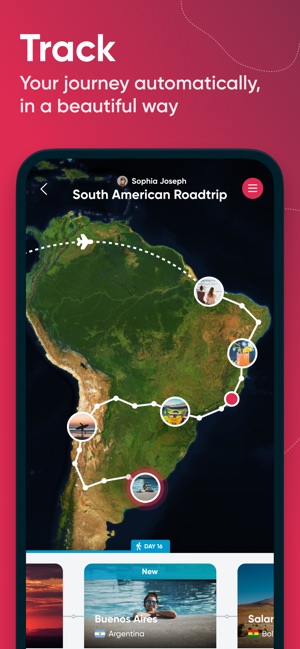 Track
Your journey automatically,
in a beautiful way
Sophia Joseph
South American Roadtrip
DAY 16
New
Buenos Aires
Argentina
Salar
Bol